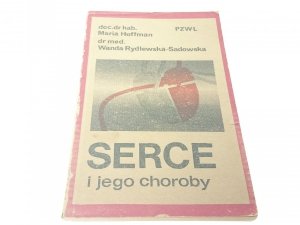 doc. dr hab.
Maria Hoffman
PZWL
dr med.
Wanda Rydlewska-Sadowska
SERCE
i jego choroby